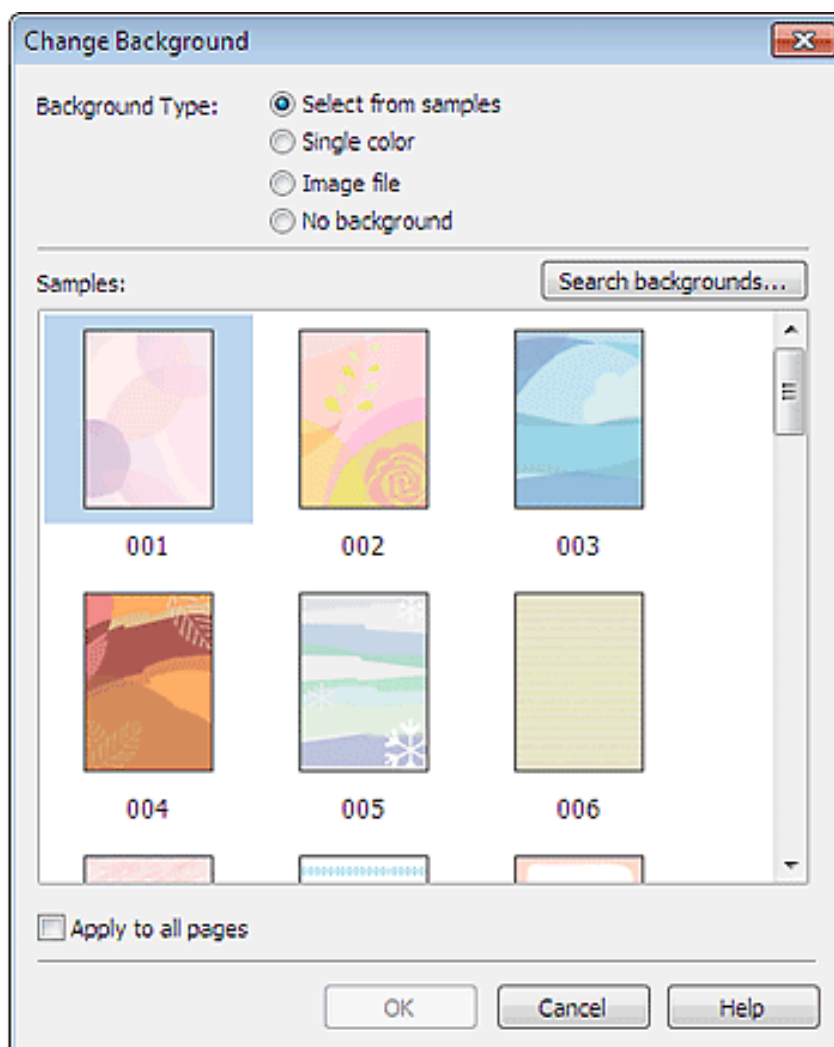 Change Background
Background Type:
Select from samples
Single color
Image file
No background
Samples:
Search backgrounds...
001
002
003
004
005
006
Apply to all pages
OK
Cancel
Help